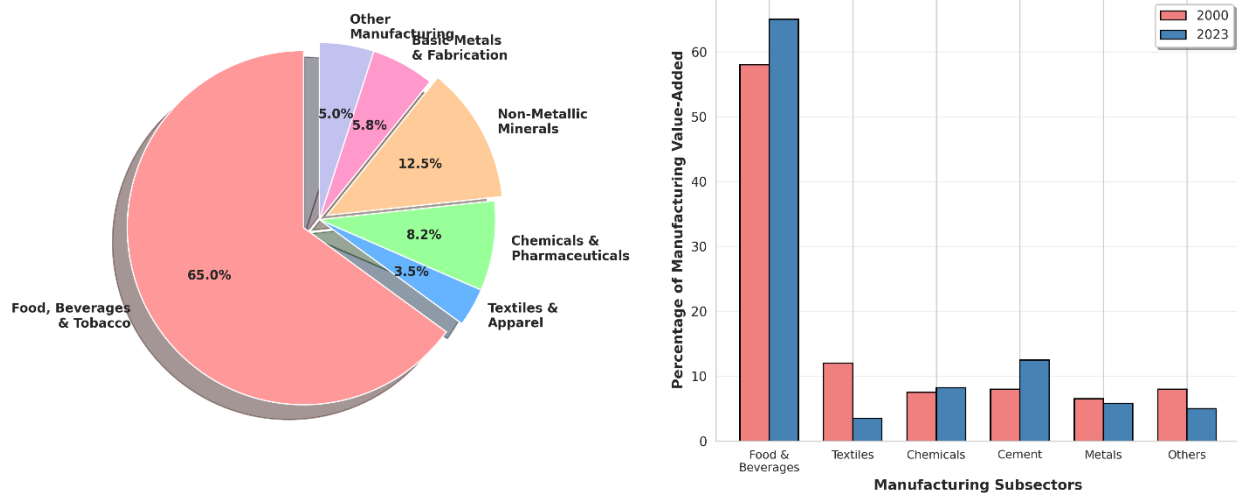 Other
Manufacturing
Basic Metals
& Fabrication
5.0%
5.8%
Non-Metallic
Minerals
12.5%
8.2%
Chemicals &
Pharmaceuticals
3.5%
65.0%
Food, Beverages
& Tobacco
Textiles &
Apparel
2000
2023
Percentage of Manufacturing Value-Added
60
50
40
30
20
10
0
Food &
Beverages
Textiles
Chemicals
Cement
Metals
Others
Manufacturing Subsectors